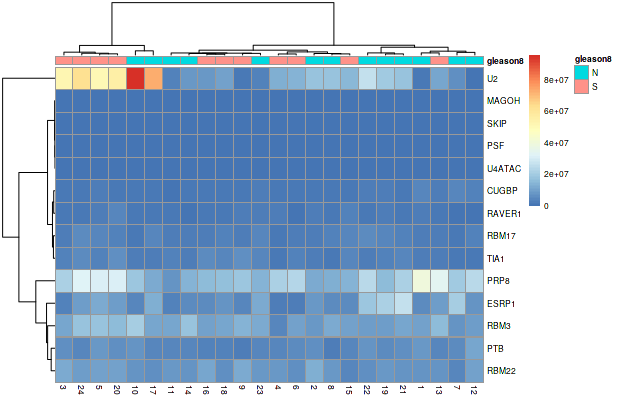 gleason8
U2
MAGOH
SKIP
PSF
U4ATAC
CUGBP
RAVER1
RBM17
TIA1
PRP8
ESRP1
RBM3
PTB
RBM22
3 24 5 20 10 17 11 14 16 18 9 23 4 6 2 8 15 22 19 21 1 13 7 12
8e+07
6e+07
4e+07
2e+07
0
gleason8
N
S